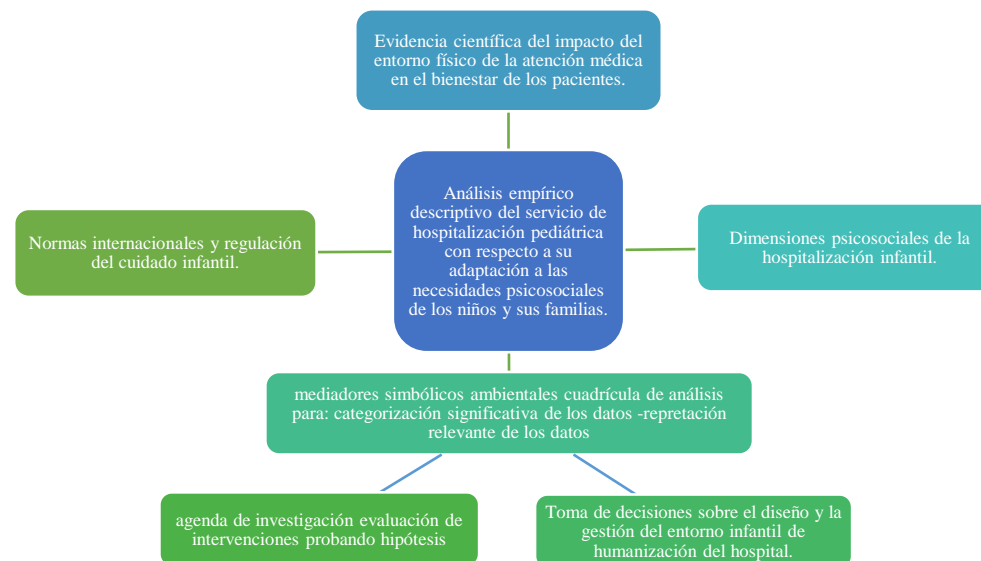 Evidencia científica del impacto del
entorno físico de la atención médica
en el bienestar de los pacientes.
Análisis empírico
descriptivo del servicio de
hospitalización pediátrica
con respecto a su
adaptación a las
necesidades psicosociales
de los niños y sus familias.
Normas internacionales y regulación
del cuidado infantil.
Dimensiones psicosociales de la
hospitalización infantil.
mediadores simbólicos ambientales cuadrícula de análisis
para: categorización significativa de los datos -repretación
relevante de los datos
agenda de investigación evaluación de
intervenciones probando hipótesis
Toma de decisiones sobre el diseño y la
gestión del entorno infantil de
humanización del hospital.